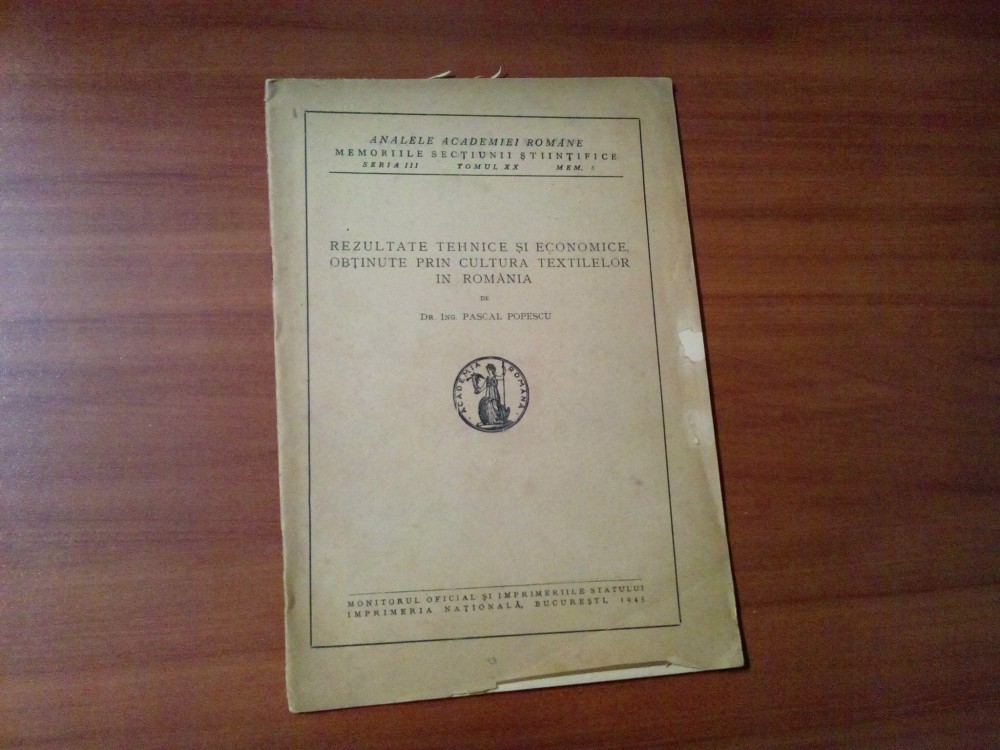 ANALELE ACADEMIEI ROMÂNE
MEMORIILE SECŢIUNII ŞTIINŢIFICE
SERIA III TOMUL XX MEM.
REZULTATE TEHNICE ŞI ECONOMICE,
OBŢINUTE PRIN CULTURA TEXTILELOR
IN ROMÂNIA
DE
DR. ING. PASCAL POPESCU
ACADEMIA ROMANA
MONITORUL OFICIAL ŞI IMPRIMERIILE STATULUI
IMPRIMERIA NAŢIONALĂ, BUCUREŞTI, 1945